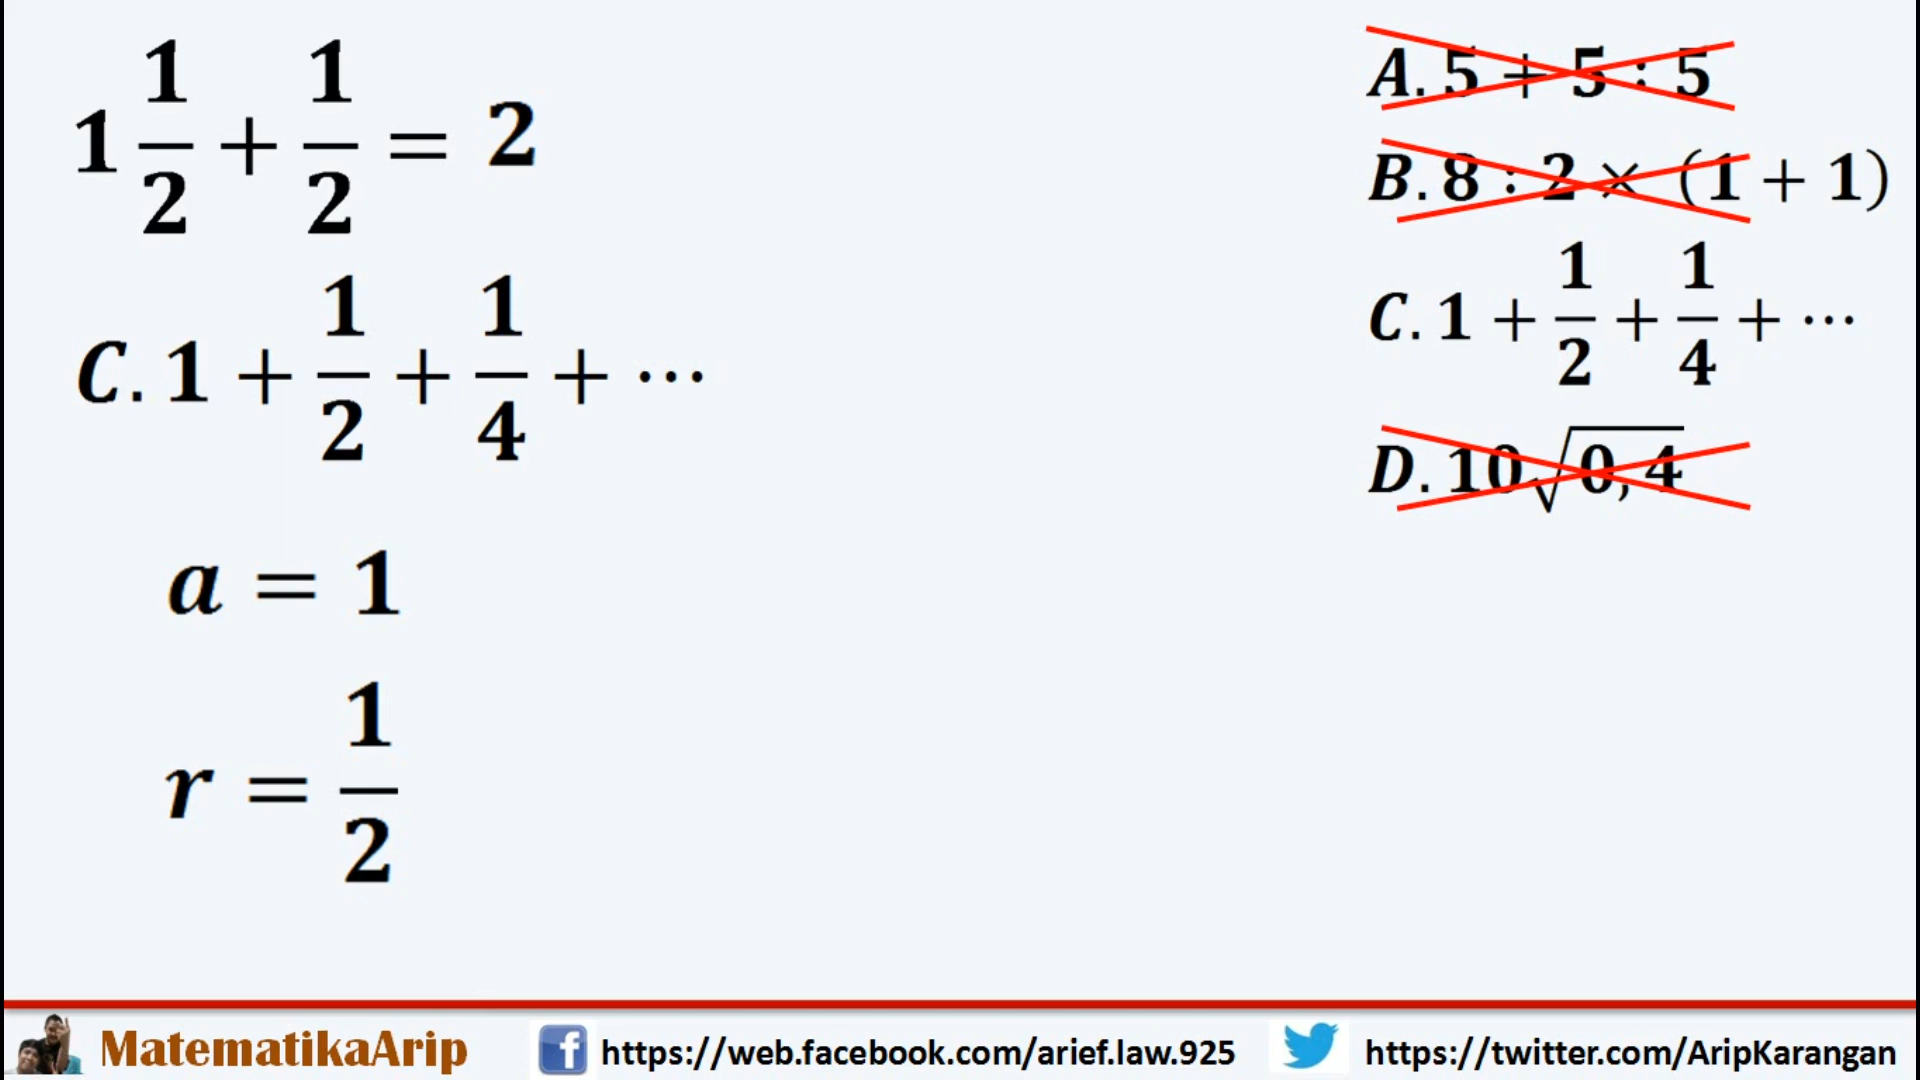 1 1/2 + 1/2 = 2
C. 1 + 1/2 + 1/4 + ⋯
a = 1
r = 1/2
A. 5 + 5 : 5
B. 8 : 2 × (1 + 1)
C. 1 + 1/2 + 1/4 + ⋯
D. 10√0,4
MatematikaArip
f https://web.facebook.com/arief.law.925
https://twitter.com/AripKarangan